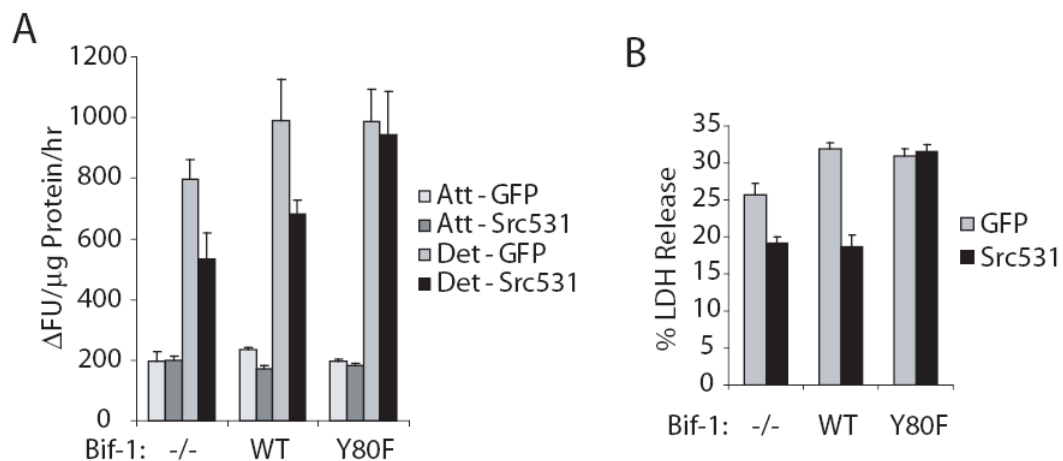 A
1200
1000
800
600
400
200
0
ΔFU/μg Protein/hr
Bif-1: -/- WT Y80F
Att - GFP
Att - Src531
Det - GFP
Det - Src531
B
35
30
25
20
15
10
5
0
% LDH Release
Bif-1: -/- WT Y80F
GFP
Src531